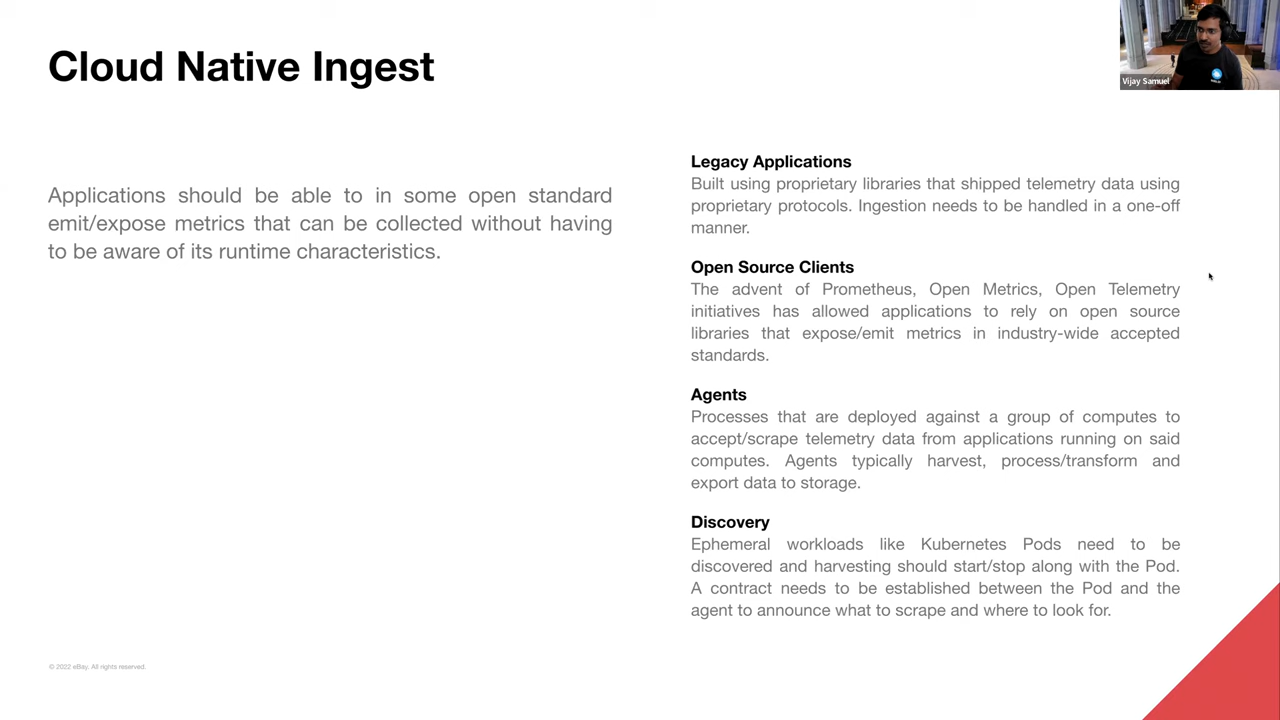 Cloud Native Ingest
Vijay Samuel
Applications should be able to in some open standard
emit/expose metrics that can be collected without having
to be aware of its runtime characteristics.
Legacy Applications
Built using proprietary libraries that shipped telemetry data using
proprietary protocols. Ingestion needs to be handled in a one-off
manner.
Open Source Clients
The advent of Prometheus, Open Metrics, Open Telemetry
initiatives has allowed applications to rely on open source
libraries that expose/emit metrics in industry-wide accepted
standards.
Agents
Processes that are deployed against a group of computes to
accept/scrape telemetry data from applications running on said
computes. Agents typically harvest, process/transform and
export data to storage.
Discovery
Ephemeral workloads like Kubernetes Pods need to be
discovered and harvesting should start/stop along with the Pod.
A contract needs to be established between the Pod and the
agent to announce what to scrape and where to look for.
© 2022 eBay. All rights reserved.